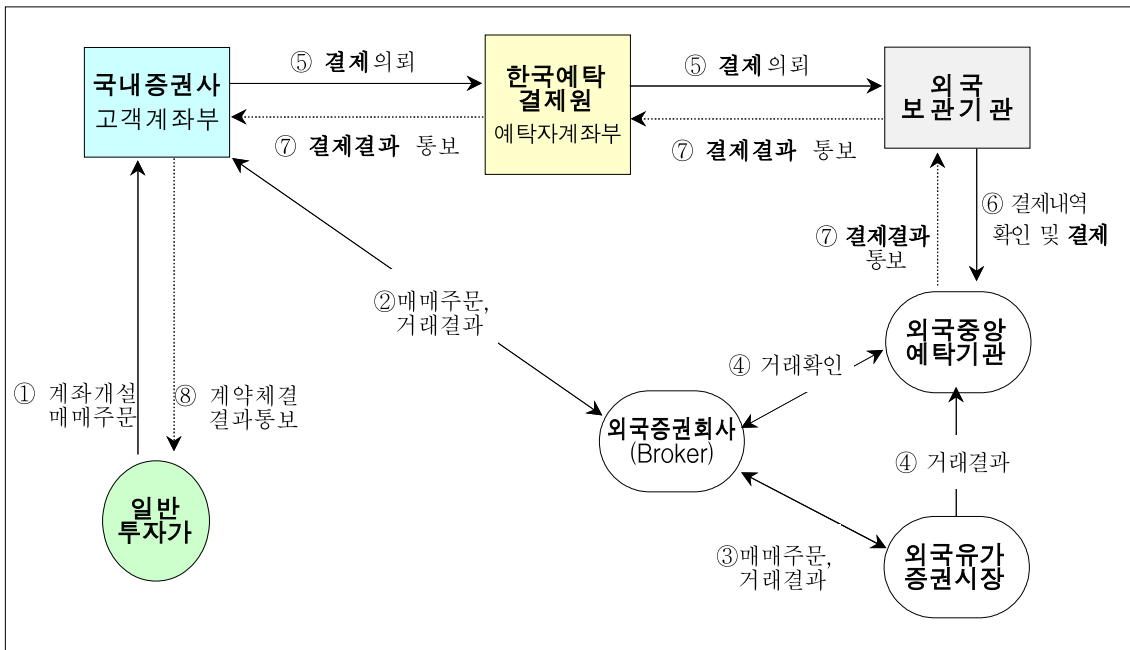 ⑤ 결제의뢰
⑤ 결제의뢰
국내증권사
고객계좌부
한국예탁
결제원
예탁자계좌부
외국
보관기관
⑦ 결제결과 통보
⑦ 결제결과 통보
⑥ 결제내역
확인 및 결제
⑦ 결제결과
통보
②매매주문,
거래결과
외국중앙
예탁기관
④ 거래확인
① 계좌개설
매매주문
⑧ 계약체결
결과통보
외국증권회사
(Broker)
④ 거래결과
일반
투자가
③매매주문,
거래결과
외국유가
증권시장